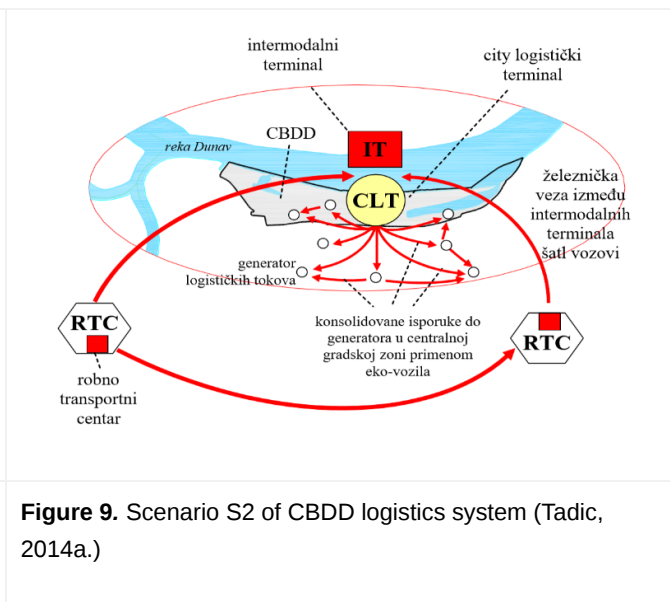 intermodalni
terminal
city logistički
terminal
CBDD
reka Dunav
IT
CLT
železnička
veza između
intermodalnih
terminala
šatl vozovi
generator
logističkih tokova
RTC
RTC
konsolidovane isporuke do
generatora u centralnoj
gradskoj zoni primenom
eko-vozila
robno
transportni
centar
Figure 9. Scenario S2 of CBDD logistics system (Tadic,
2014a.)